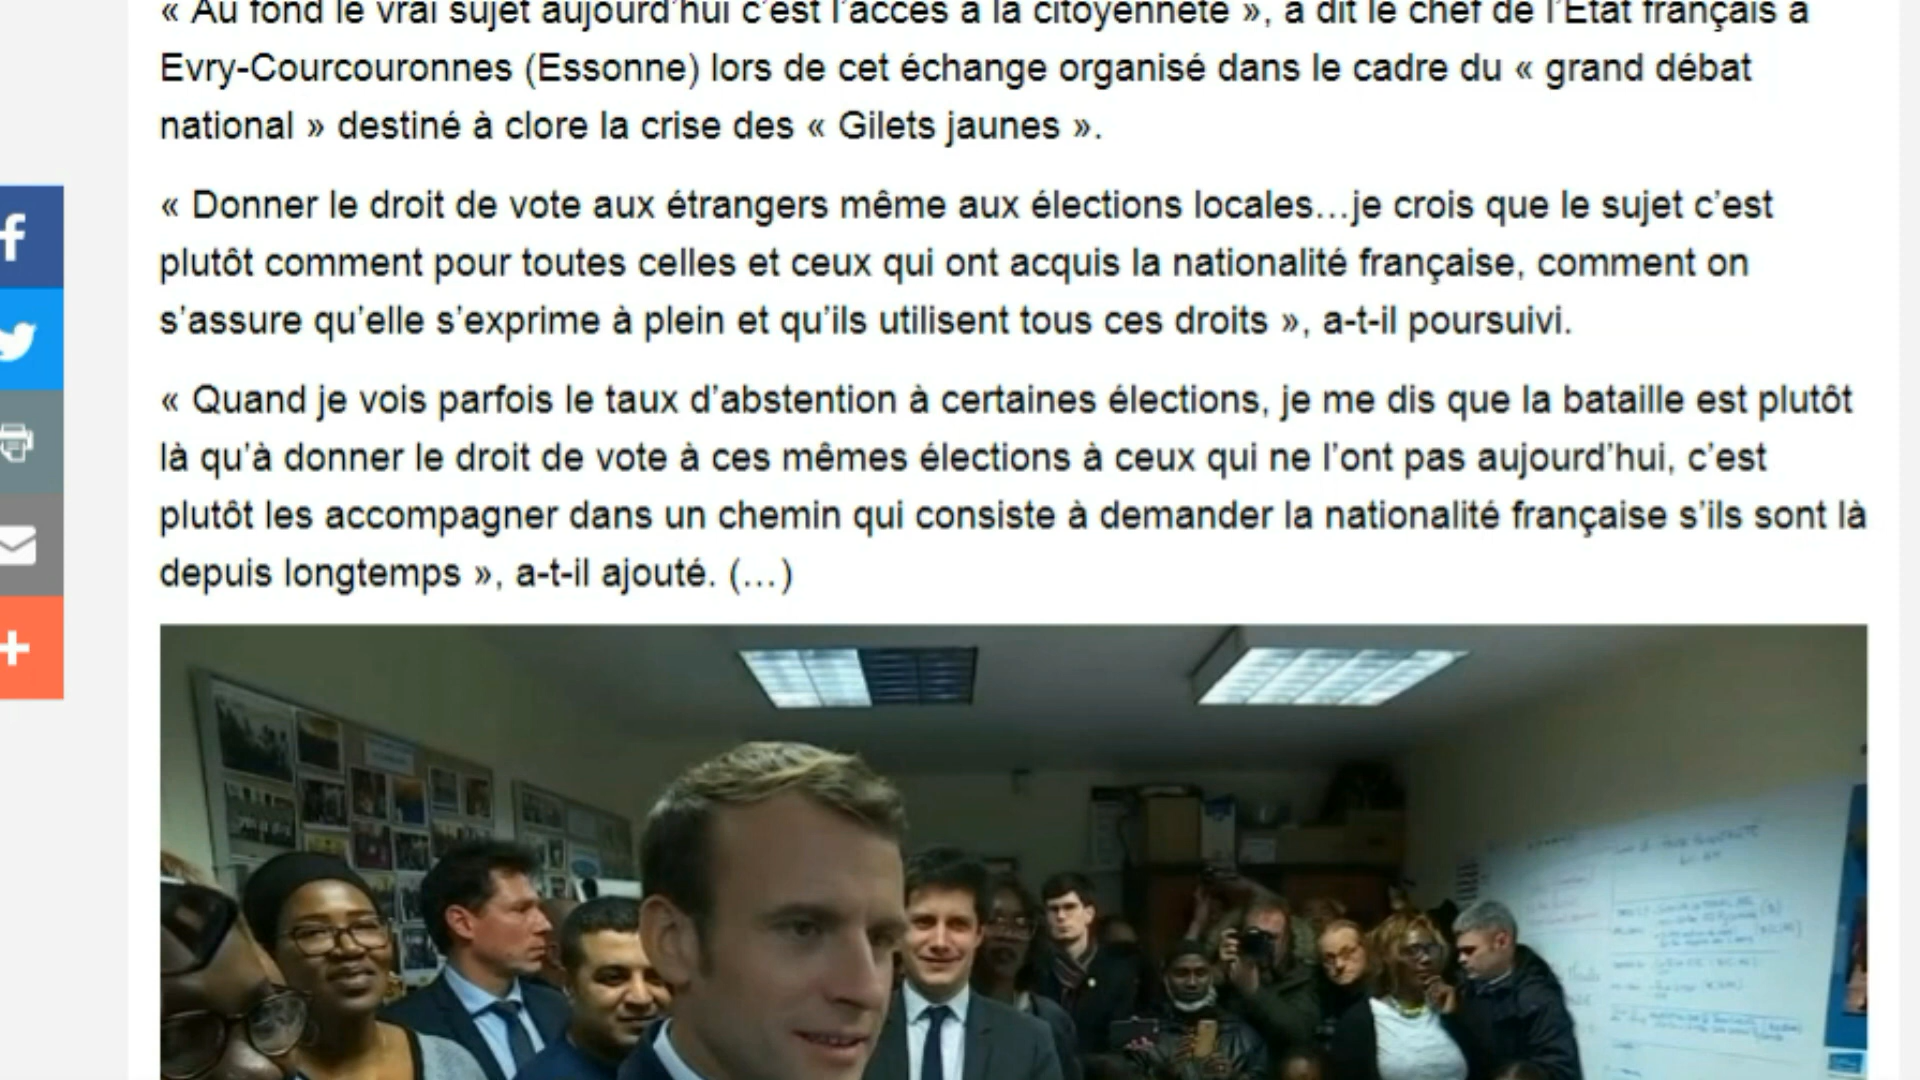 « Au fond le vrai sujet aujourd’hui c’est l’accès à la citoyenneté », a dit le chef de l’Etat français à
Evry-Courcouronnes (Essonne) lors de cet échange organisé dans le cadre du « grand débat
national » destiné à clore la crise des « Gilets jaunes ».
« Donner le droit de vote aux étrangers même aux élections locales…je crois que le sujet c’est
plutôt comment pour toutes celles et ceux qui ont acquis la nationalité française, comment on
s’assure qu’elle s’exprime à plein et qu’ils utilisent tous ces droits », a-t-il poursuivi.
« Quand je vois parfois le taux d’abstention à certaines élections, je me dis que la bataille est plutôt
là qu’à donner le droit de vote à ces mêmes élections à ceux qui ne l’ont pas aujourd’hui, c’est
plutôt les accompagner dans un chemin qui consiste à demander la nationalité française s’ils sont là
depuis longtemps », a-t-il ajouté. (…)